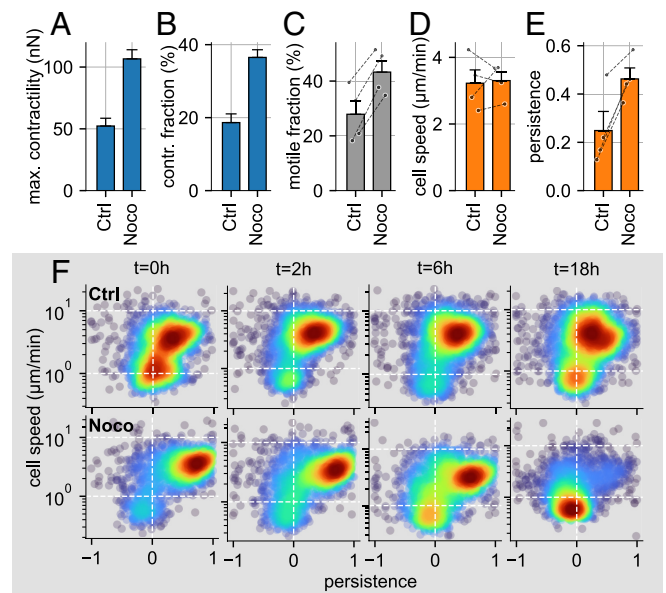 A B C D E
max. contractility (nN)
100
50
0
Ctrl
Noco
contr. fraction (%)
40
20
0
Ctrl
Noco
motile fraction (%)
40
20
0
Ctrl
Noco
cell speed (µm/min)
4
2
0
Ctrl
Noco
persistence
0.6
0.4
0.2
0.0
Ctrl
Noco
F t=0h t=2h t=6h t=18h
Ctrl
10¹
10⁰
cell speed (µm/min)
Noco
10¹
10⁰
−1 0 1 −1 0 1 −1 0 1 −1 0 1
persistence